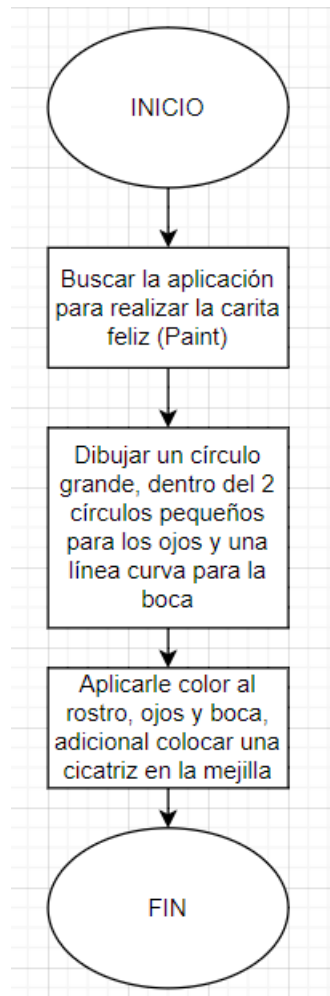 INICIO
Buscar la aplicación
para realizar la carita
feliz (Paint)
Dibujar un círculo
grande, dentro del 2
círculos pequeños
para los ojos y una
línea curva para la
boca
Aplicarle color al
rostro, ojos y boca,
adicional colocar una
cicatriz en la mejilla
FIN